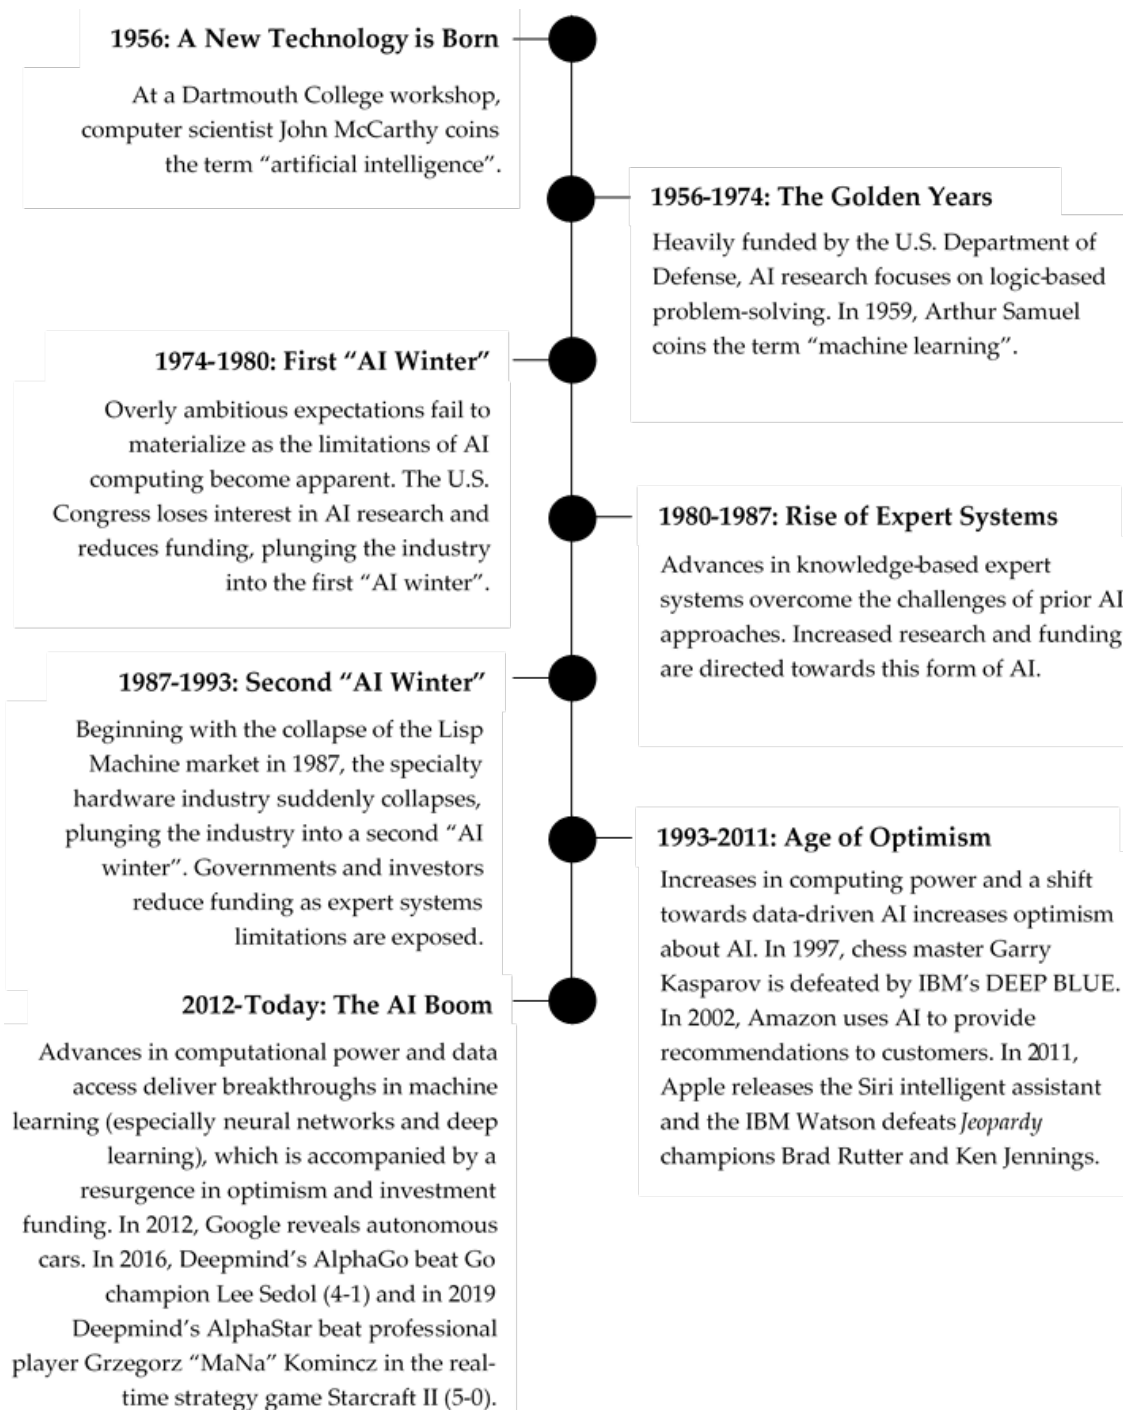 1956: A New Technology is Born
At a Dartmouth College workshop,
computer scientist John McCarthy coins
the term “artificial intelligence”.
1956-1974: The Golden Years
Heavily funded by the U.S. Department of
Defense, AI research focuses on logic-based
problem-solving. In 1959, Arthur Samuel
coins the term “machine learning”.
1974-1980: First “AI Winter”
Overly ambitious expectations fail to
materialize as the limitations of AI
computing become apparent. The U.S.
Congress loses interest in AI research and
reduces funding, plunging the industry
into the first “AI winter”.
1980-1987: Rise of Expert Systems
Advances in knowledge-based expert
systems overcome the challenges of prior AI
approaches. Increased research and funding
are directed towards this form of AI.
1987-1993: Second “AI Winter”
Beginning with the collapse of the Lisp
Machine market in 1987, the specialty
hardware industry suddenly collapses,
plunging the industry into a second “AI
winter”. Governments and investors
reduce funding as expert systems
limitations are exposed.
1993-2011: Age of Optimism
Increases in computing power and a shift
towards data-driven AI increases optimism
about AI. In 1997, chess master Garry
Kasparov is defeated by IBM’s DEEP BLUE.
In 2002, Amazon uses AI to provide
recommendations to customers. In 2011,
Apple releases the Siri intelligent assistant
and the IBM Watson defeats Jeopardy
champions Brad Rutter and Ken Jennings.
2012-Today: The AI Boom
Advances in computational power and data
access deliver breakthroughs in machine
learning (especially neural networks and deep
learning), which is accompanied by a
resurgence in optimism and investment
funding. In 2012, Google reveals autonomous
cars. In 2016, Deepmind’s AlphaGo beat Go
champion Lee Sedol (4-1) and in 2019
Deepmind’s AlphaStar beat professional
player Grzegorz “MaNa” Komincz in the real-
time strategy game Starcraft II (5-0).